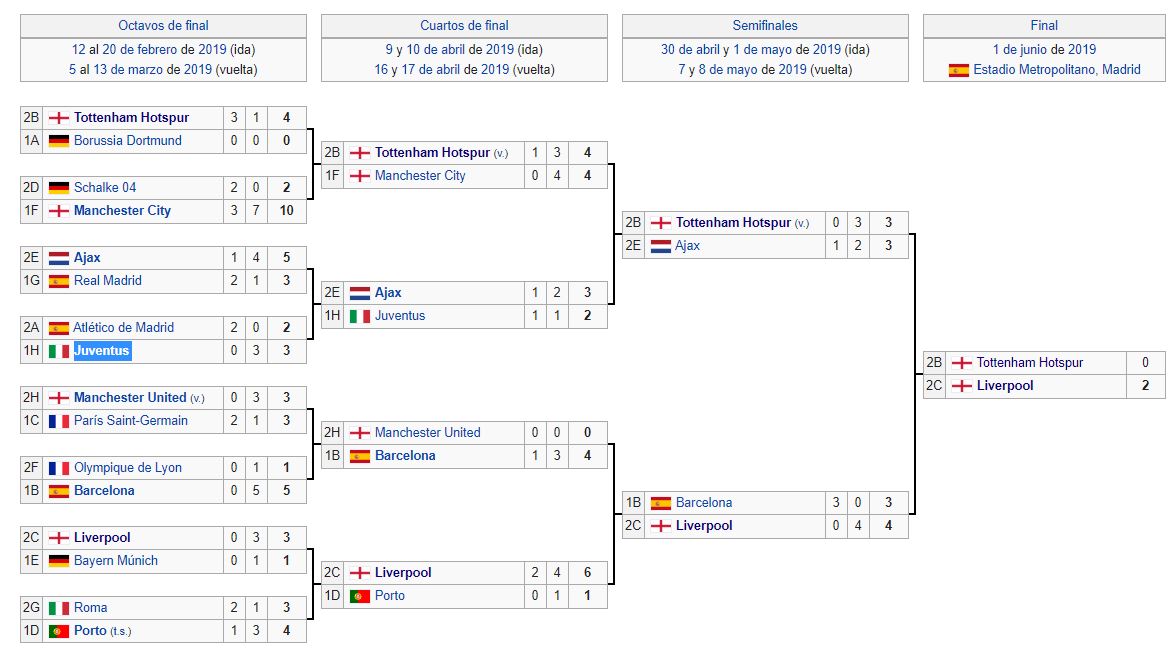 Octavos de final
12 al 20 de febrero de 2019 (ida)
5 al 13 de marzo de 2019 (vuelta)
Cuartos de final
9 y 10 de abril de 2019 (ida)
16 y 17 de abril de 2019 (vuelta)
Semifinales
30 de abril y 1 de mayo de 2019 (ida)
7 y 8 de mayo de 2019 (vuelta)
Final
1 de junio de 2019
Estadio Metropolitano, Madrid
2B Tottenham Hotspur 3 1 4
1A Borussia Dortmund 0 0 0
2D Schalke 04 2 0 2
1F Manchester City 3 7 10
2E Ajax 1 4 5
1G Real Madrid 2 1 3
2A Atlético de Madrid 2 0 2
1H Juventus 0 3 3
2H Manchester United (v.) 0 3 3
1C París Saint-Germain 2 1 3
2F Olympique de Lyon 0 1 1
1B Barcelona 0 5 5
2C Liverpool 0 3 3
1E Bayern Múnich 0 1 1
2G Roma 2 1 3
1D Porto (t.s.) 1 3 4
2B Tottenham Hotspur (v.) 1 3 4
1F Manchester City 0 4 4
2E Ajax 1 2 3
1H Juventus 1 1 2
2H Manchester United 0 0 0
1B Barcelona 1 3 4
2C Liverpool 2 4 6
1D Porto 0 1 1
2B Tottenham Hotspur (v.) 0 3 3
2E Ajax 1 2 3
1B Barcelona 3 0 3
2C Liverpool 0 4 4
2B Tottenham Hotspur 0
2C Liverpool 2